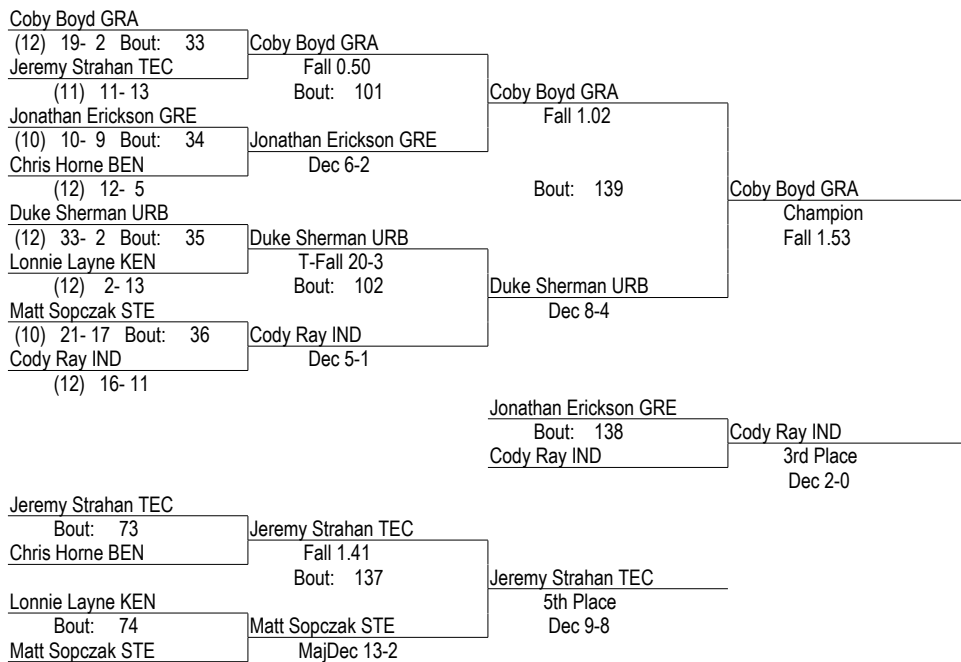 Coby Boyd GRA
(12) 19- 2 Bout: 33 Coby Boyd GRA
Jeremy Strahan TEC Fall 0.50
(11) 11- 13 Bout: 101 Coby Boyd GRA
Jonathan Erickson GRE Fall 1.02
(10) 10- 9 Bout: 34 Jonathan Erickson GRE
Chris Horne BEN Dec 6-2
(12) 12- 5 Bout: 139 Coby Boyd GRA
Duke Sherman URB Champion
(12) 33- 2 Bout: 35 Duke Sherman URB Fall 1.53
Lonnie Layne KEN T-Fall 20-3
(12) 2- 13 Bout: 102 Duke Sherman URB
Matt Sopczak STE Dec 8-4
(10) 21- 17 Bout: 36 Cody Ray IND
Cody Ray IND Dec 5-1
(12) 16- 11
Jonathan Erickson GRE
Bout: 138 Cody Ray IND
Cody Ray IND 3rd Place
Dec 2-0
Jeremy Strahan TEC
Bout: 73 Jeremy Strahan TEC
Chris Horne BEN Fall 1.41
Bout: 137 Jeremy Strahan TEC
Lonnie Layne KEN 5th Place
Bout: 74 Matt Sopczak STE Dec 9-8
Matt Sopczak STE MajDec 13-2